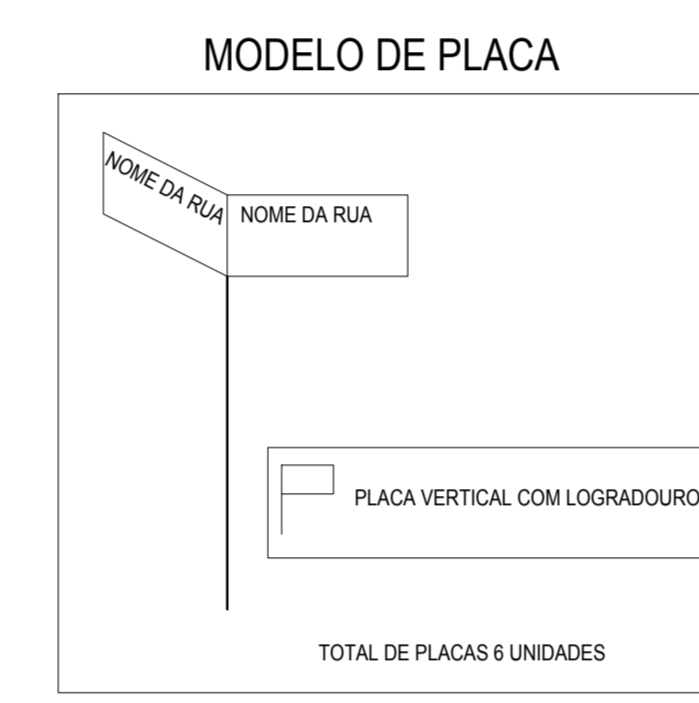 MODELO DE PLACA
NOME DA RUA
NOME DA RUA
PLACA VERTICAL COM LOGRADOURO
TOTAL DE PLACAS 6 UNIDADES